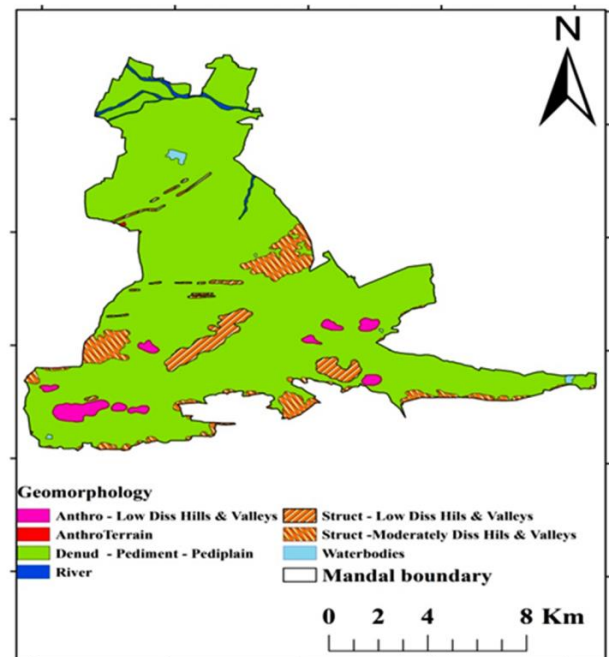 N
Geomorphology
Anthro - Low Diss Hills & Valleys
AnthroTerrain
Denud - Pediment - Pediplain
River
Struct - Low Diss Hils & Valleys
Struct -Moderately Diss Hils & Valleys
Waterbodies
Mandal boundary
0 2 4 8 Km